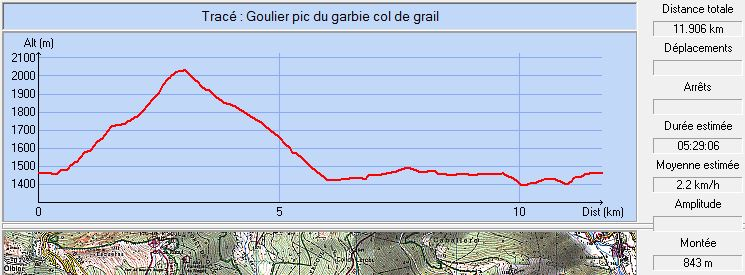 Tracé : Goulier pic du garbie col de grail
Distance totale
11.906 km
Déplacements
Arrêts
Durée estimée
05:29:06
Moyenne estimée
2.2 km/h
Amplitude
Montée
843 m
Alt (m)
2100
2000
1900
1800
1700
1600
1500
1400
0
5
10
Dist (km)
Olbier